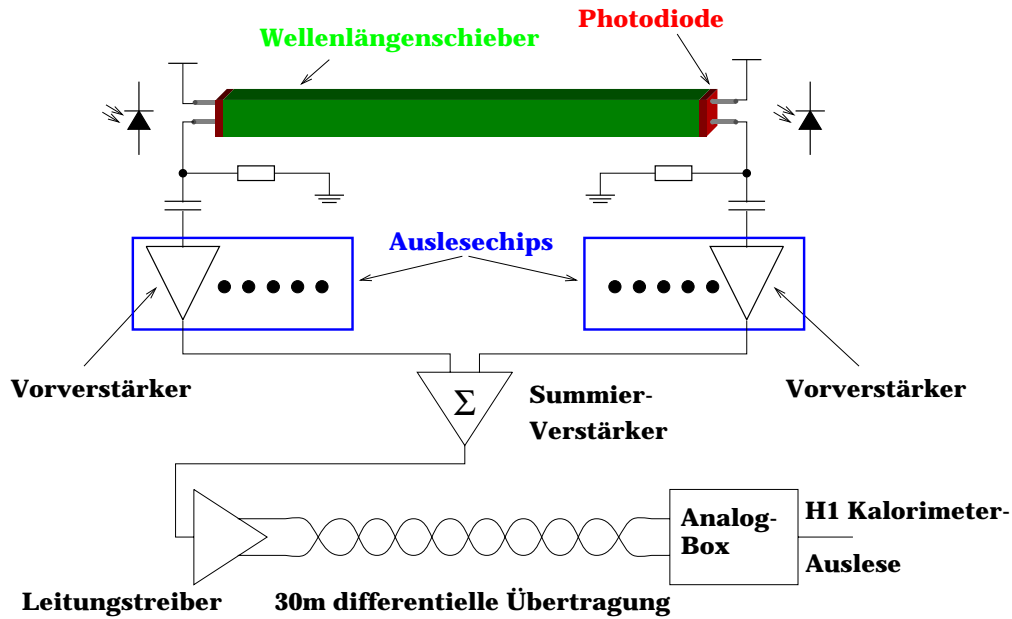 Photodiode
Wellenlängenschieber
Auslesechips
Vorverstärker
Vorverstärker
Σ
Summier-
Verstärker
Analog-
Box
H1 Kalorimeter-
Auslese
Leitungstreiber
30m differentielle Übertragung